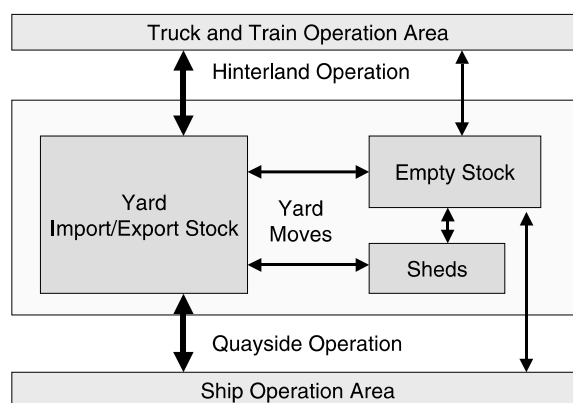 Truck and Train Operation Area
Hinterland Operation
Yard
Import/Export Stock
Empty Stock
Yard
Moves
Sheds
Quayside Operation
Ship Operation Area